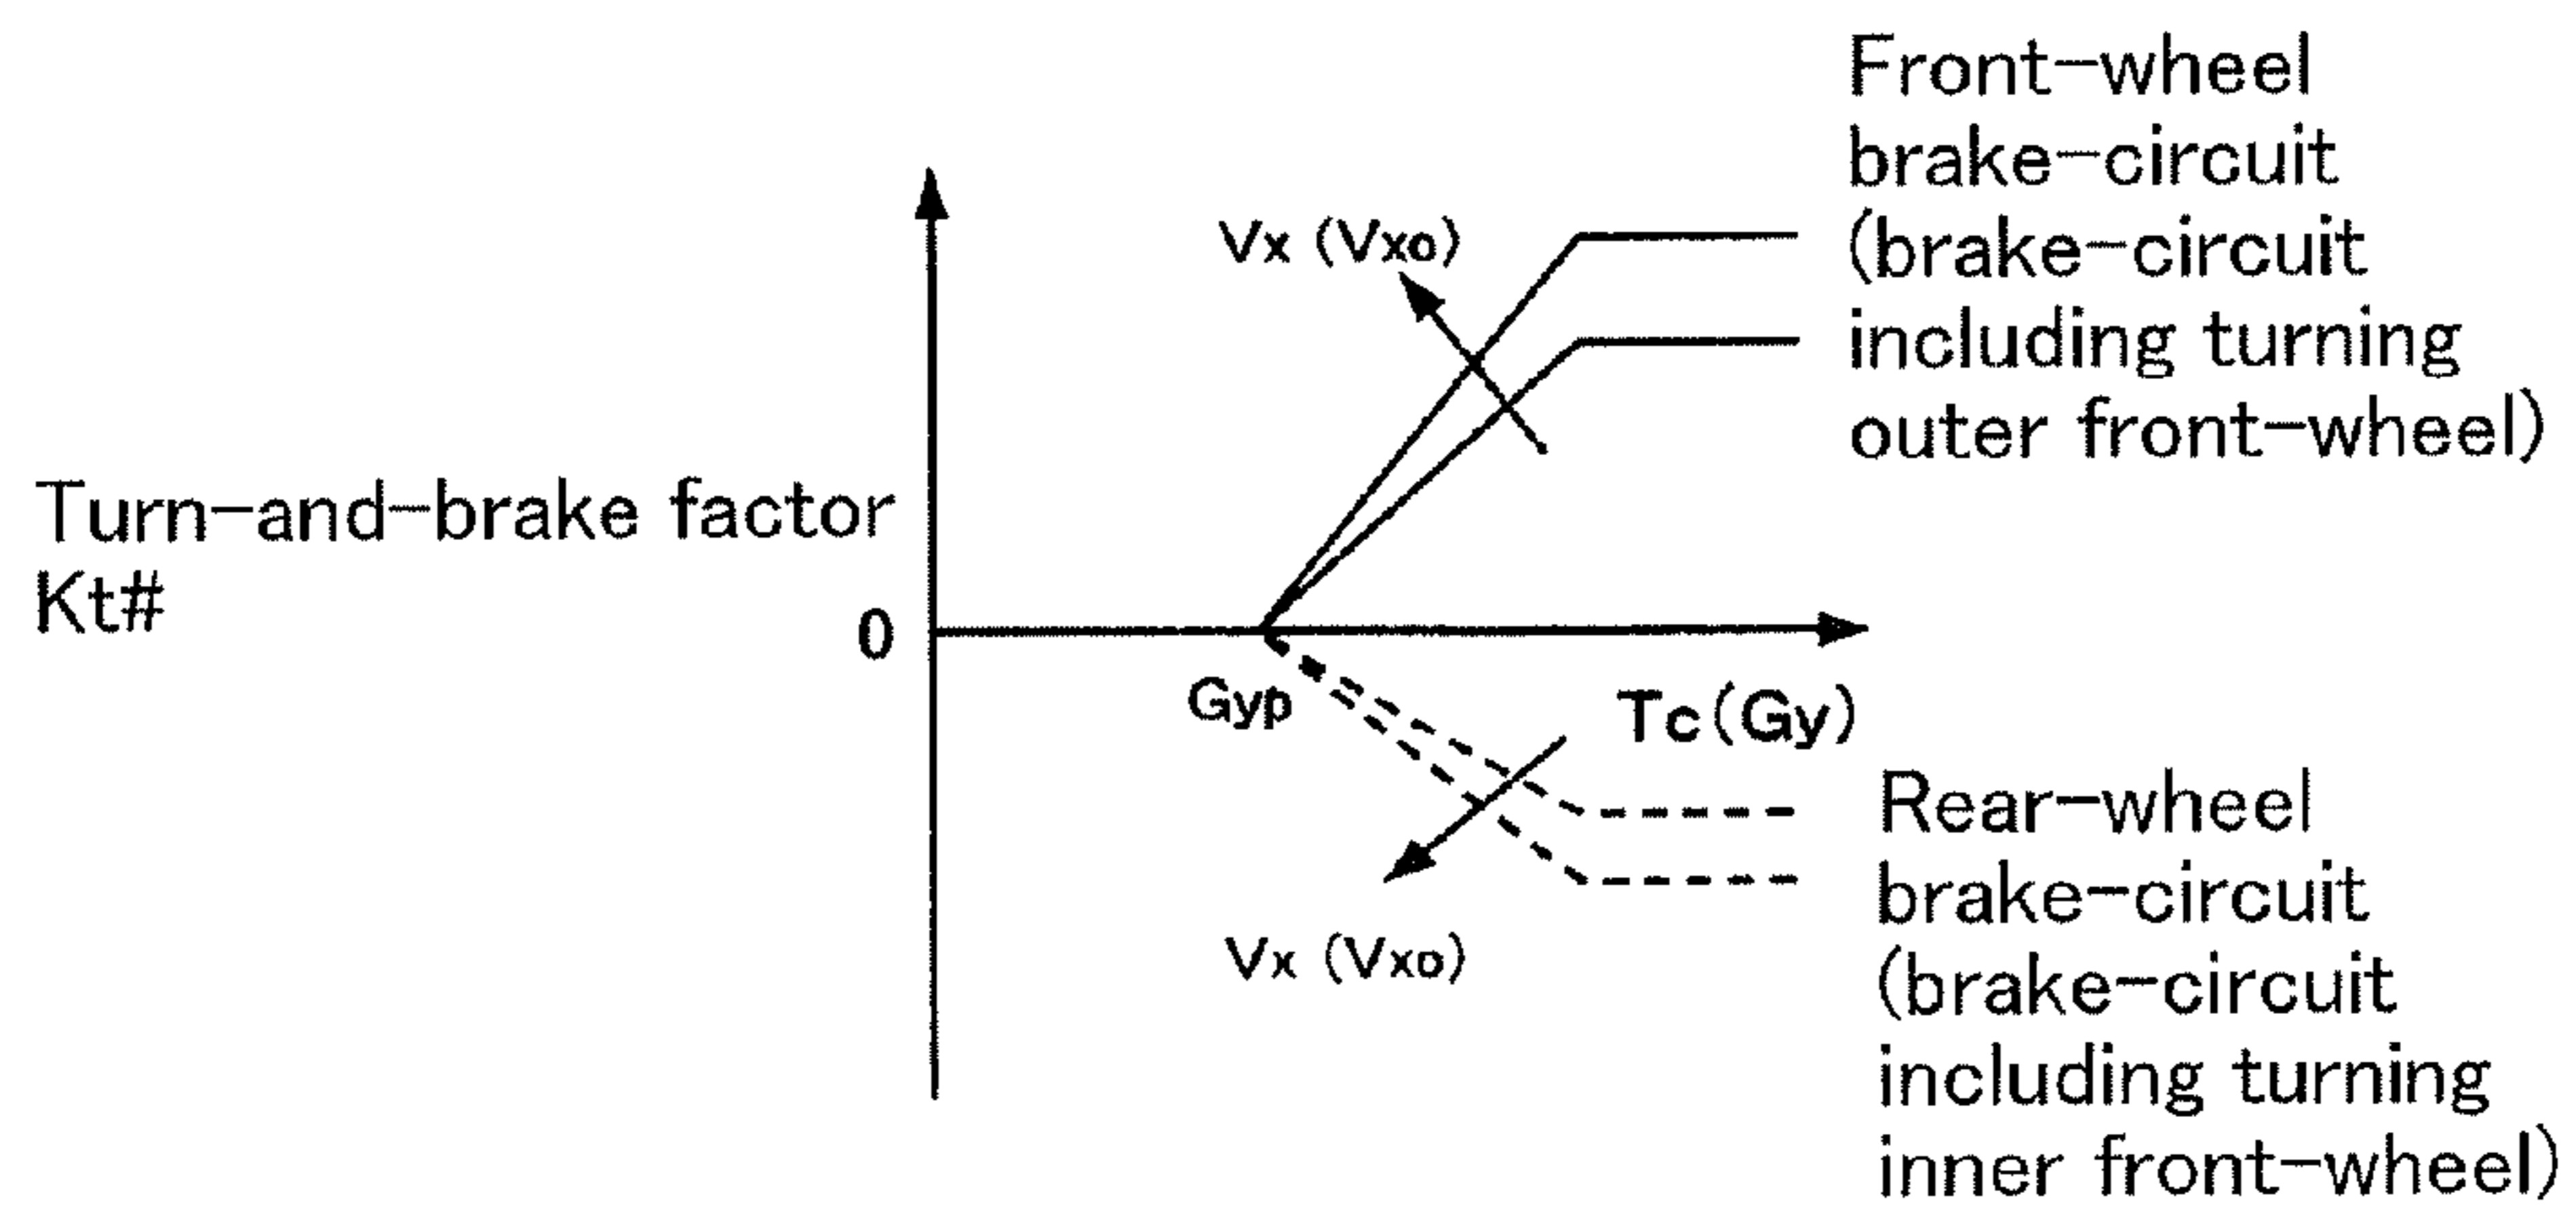 Front-wheel
brake-circuit
(brake-circuit
including turning
outer front-wheel)
Vx (Vxo)
Turn-and-brake factor
Kt#
0
Gyp
Tc(Gy)
Vx (Vxo)
Rear-wheel
brake-circuit
(brake-circuit
including turning
inner front-wheel)